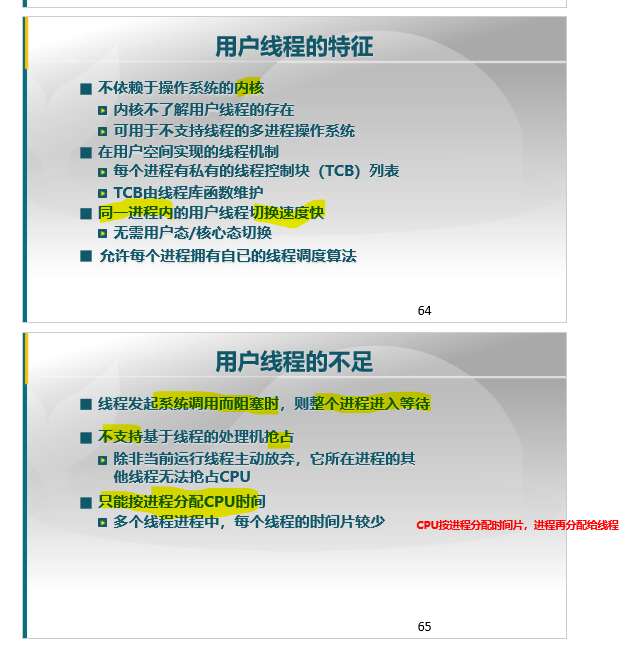 用户线程的特征
不依赖于操作系统的内核
内核不了解用户线程的存在
可用于不支持线程的多进程操作系统
在用户空间实现的线程机制
每个进程有私有的线程控制块（TCB）列表
TCB由线程库函数维护
同一进程内的用户线程切换速度快
无需用户态/核心态切换
允许每个进程拥有自已的线程调度算法
64
用户线程的不足
线程发起系统调用而阻塞时，则整个进程进入等待
不支持基于线程的处理机抢占
除非当前运行线程主动放弃，它所在进程的其
他线程无法抢占CPU
只能按进程分配CPU时间
多个线程进程中，每个线程的时间片较少
CPU按进程分配时间片，进程再分配给线程
65